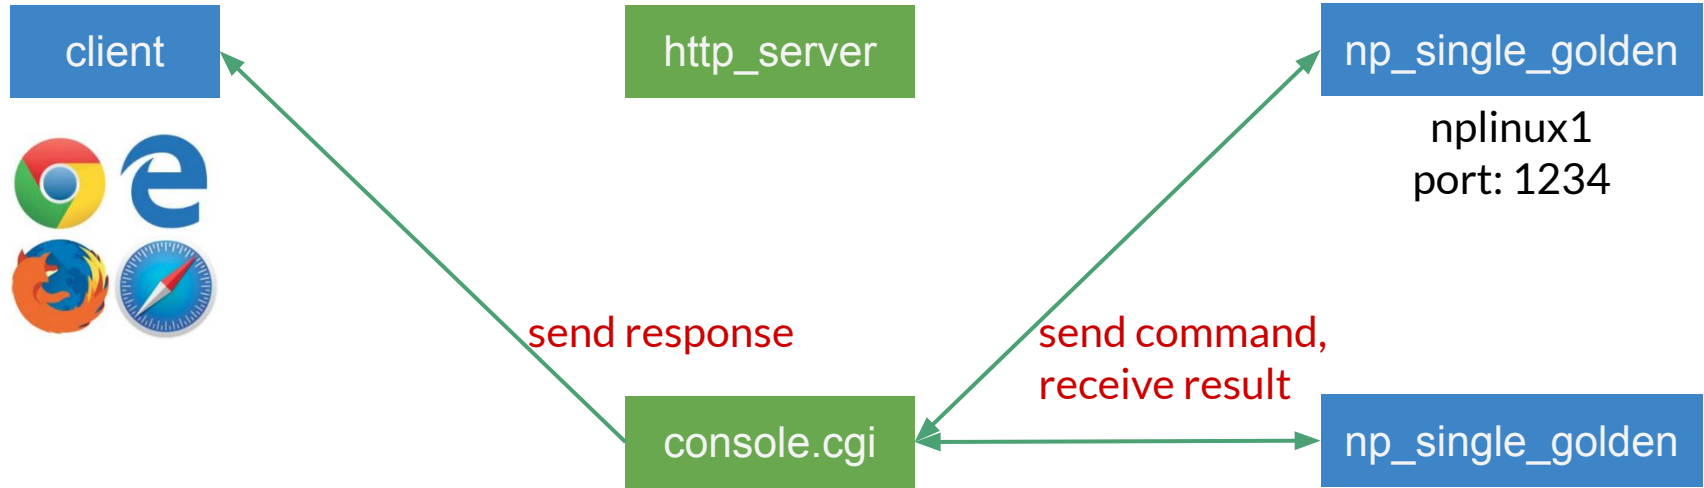 client
http_server
np_single_golden
nplinux1
port: 1234
send response
send command,
receive result
console.cgi
np_single_golden